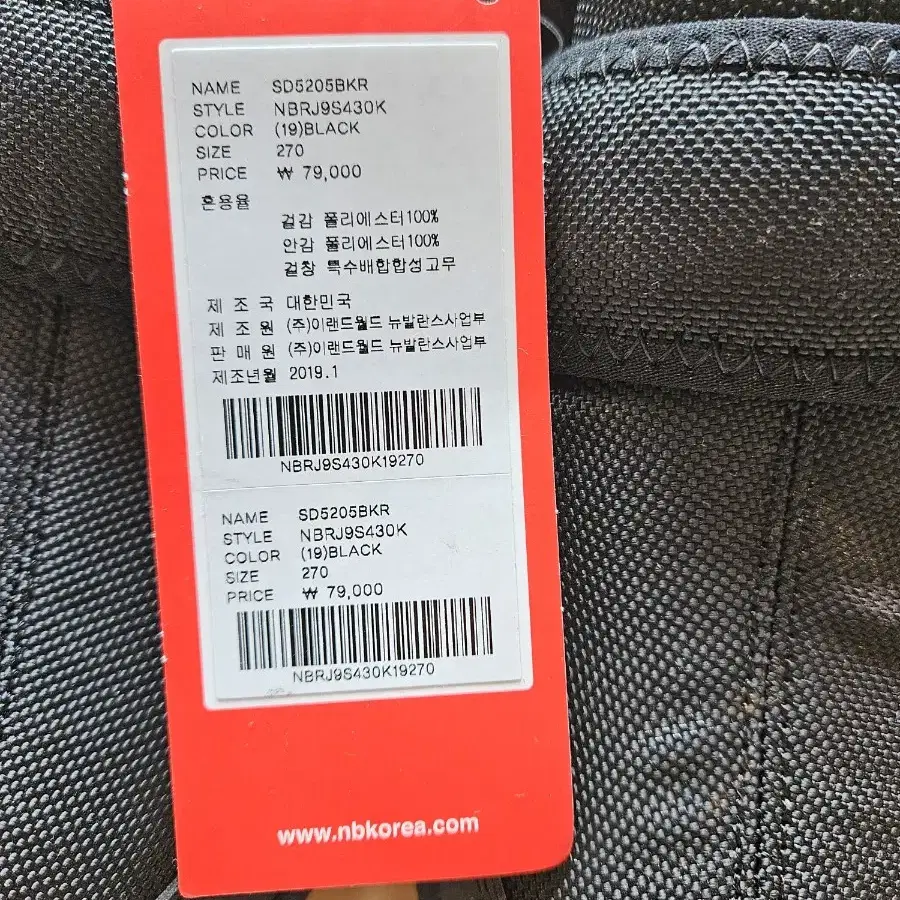 NAME SD5205BKR
STYLE NBRJ9S430K
COLOR (19)BLACK
SIZE 270
PRICE ₩ 79,000
혼용율
겉감 폴리에스터100%
안감 폴리에스터100%
겉창 특수배합합성고무
제 조 국 대한민국
제 조 원 (주)이랜드월드 뉴발란스사업부
판 매 원 (주)이랜드월드 뉴발란스사업부
제조년월 2019.1
NBRJ9S430K19270
NAME SD5205BKR
STYLE NBRJ9S430K
COLOR (19)BLACK
SIZE 270
PRICE ₩ 79,000
NBRJ9S430K19270
www.nbkorea.com